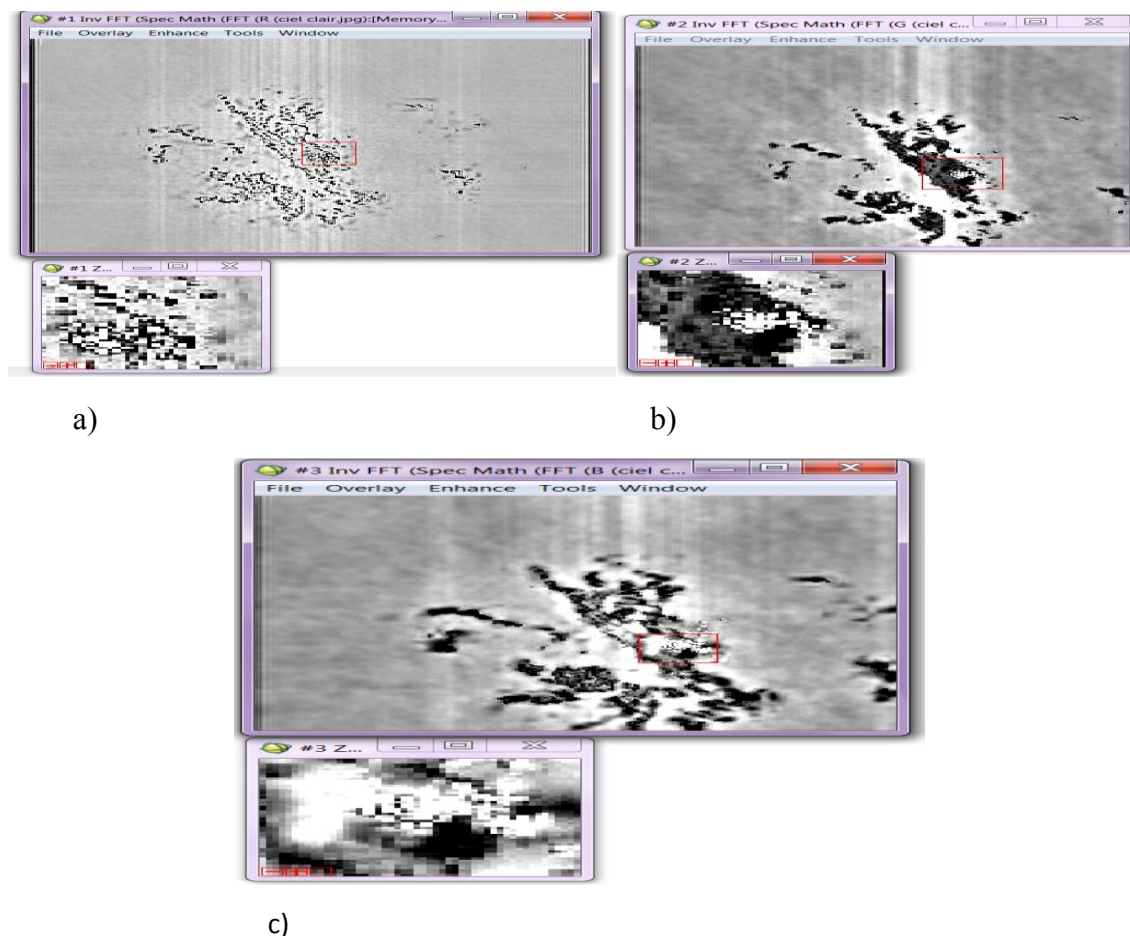 #1 Inv FFT (Spec Math (FFT (R (ciel clair.jpg):[Memory...
File Overlay Enhance Tools Window
#1 Z...
a)
#2 Inv FFT (Spec Math (FFT (G (ciel c...
File Overlay Enhance Tools Window
#2 Z...
b)
#3 Inv FFT (Spec Math (FFT (B (ciel c...
File Overlay Enhance Tools Window
#3 Z...
c)